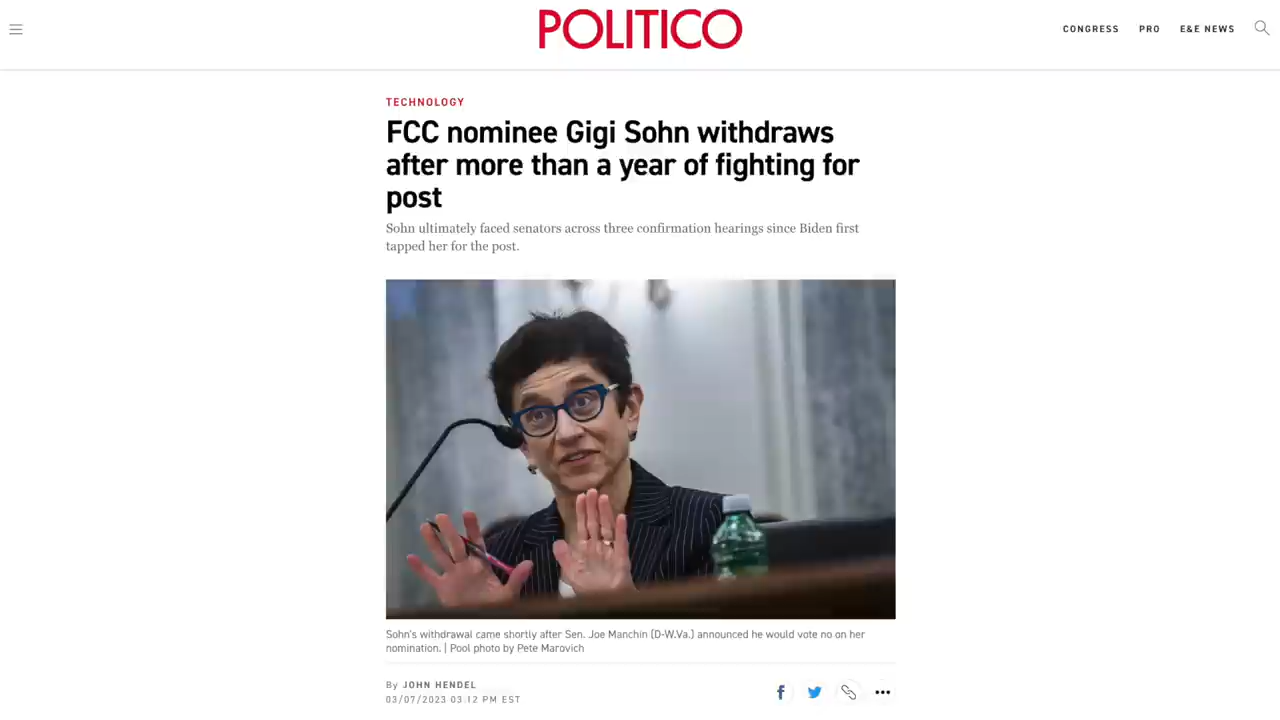 POLITICO
CONGRESS PRO E&E NEWS
TECHNOLOGY
FCC nominee Gigi Sohn withdraws
after more than a year of fighting for
post
Sohn ultimately faced senators across three confirmation hearings since Biden first
tapped her for the post.
Sohn's withdrawal came shortly after Sen. Joe Manchin (D-W.Va.) announced he would vote no on her
nomination. | Pool photo by Pete Marovich
By JOHN HENDEL
03/07/2023 03:12 PM EST